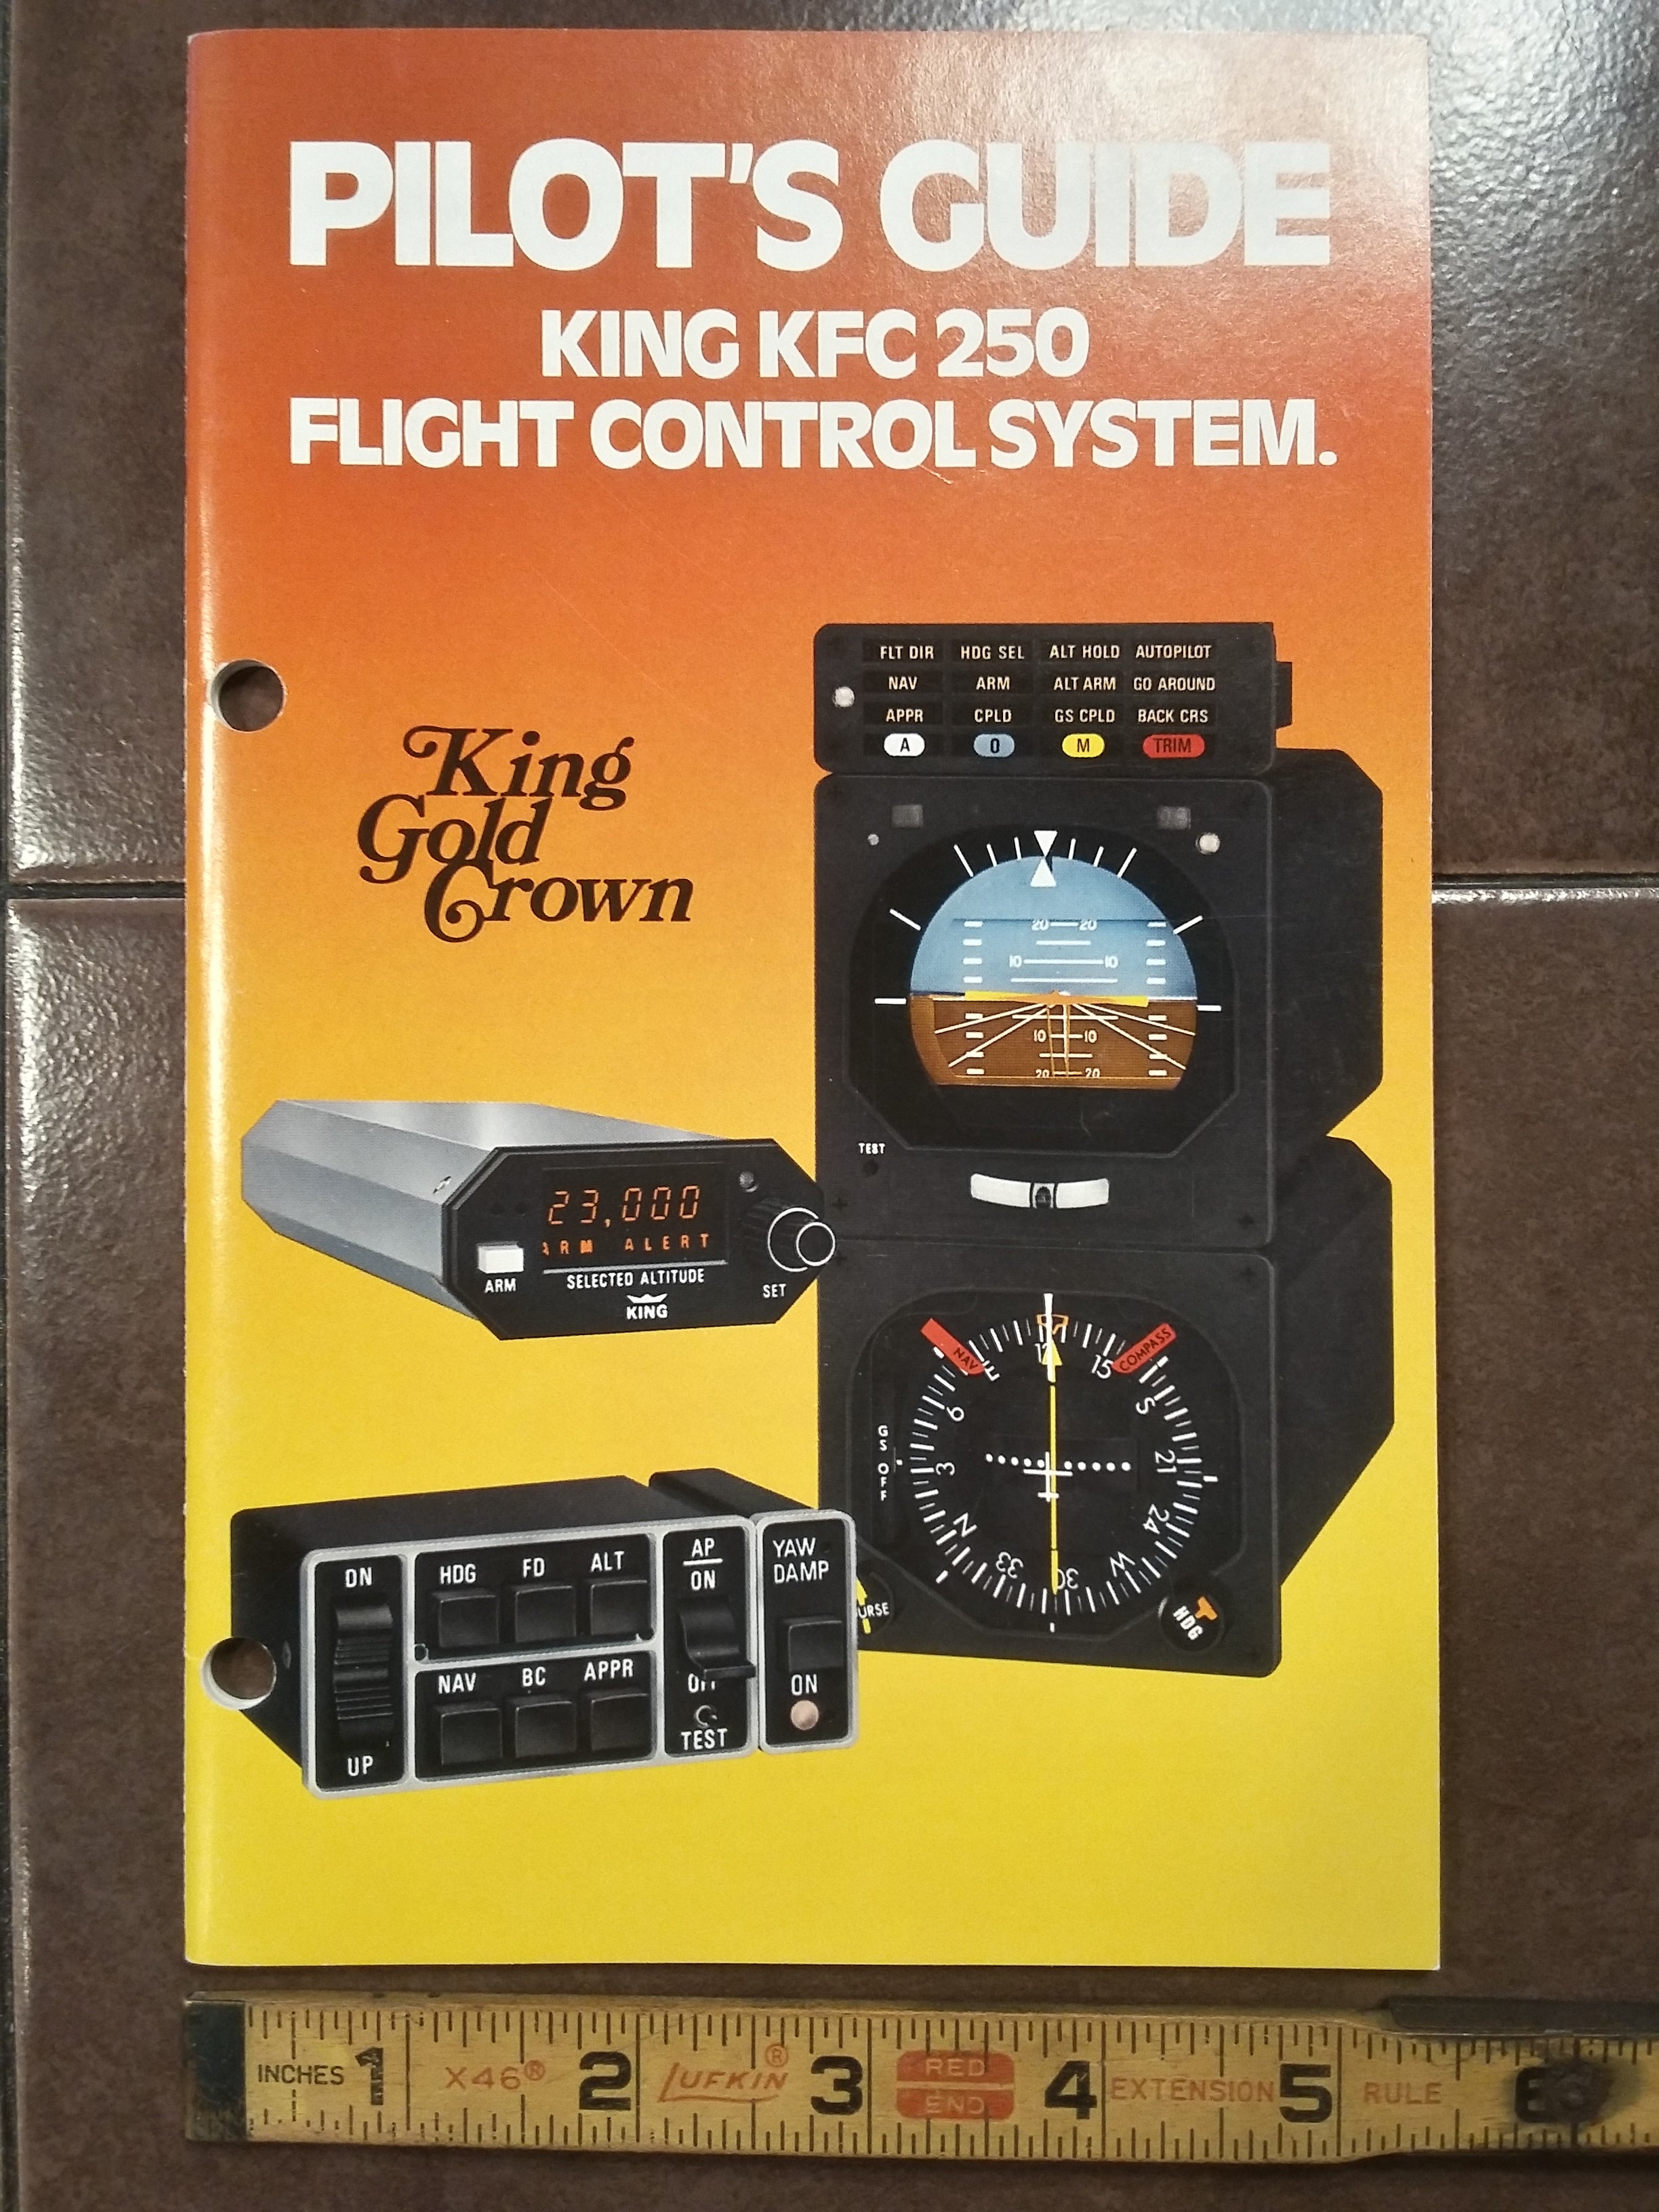 PILOT'S GUIDE
KING KFC 250
FLIGHT CONTROL SYSTEM.
FLT DIR HDG SEL ALT HOLD AUTOPILOT
NAV ARM ALT ARM GO AROUND
APPR CPLD GS CPLD BACK CRS
A O M TRIM
King
Gold
Crown
20 20
10 10
10 10
20 20
TEST
23,000
ARM ALERT
ARM
SELECTED ALTITUDE
SET
KING
NAV
COMPASS
12
15
S
21
24
W
30
33
N
3
6
E
GS OFF
HDG
ON
UP
HDG FD ALT
NAV BC APPR
AP
ON
OFF
TEST
YAW
DAMP
ON
INCHES 1 X46® 2 LUFKIN® 3 RED END 4 EXTENSION 5 RULE 6